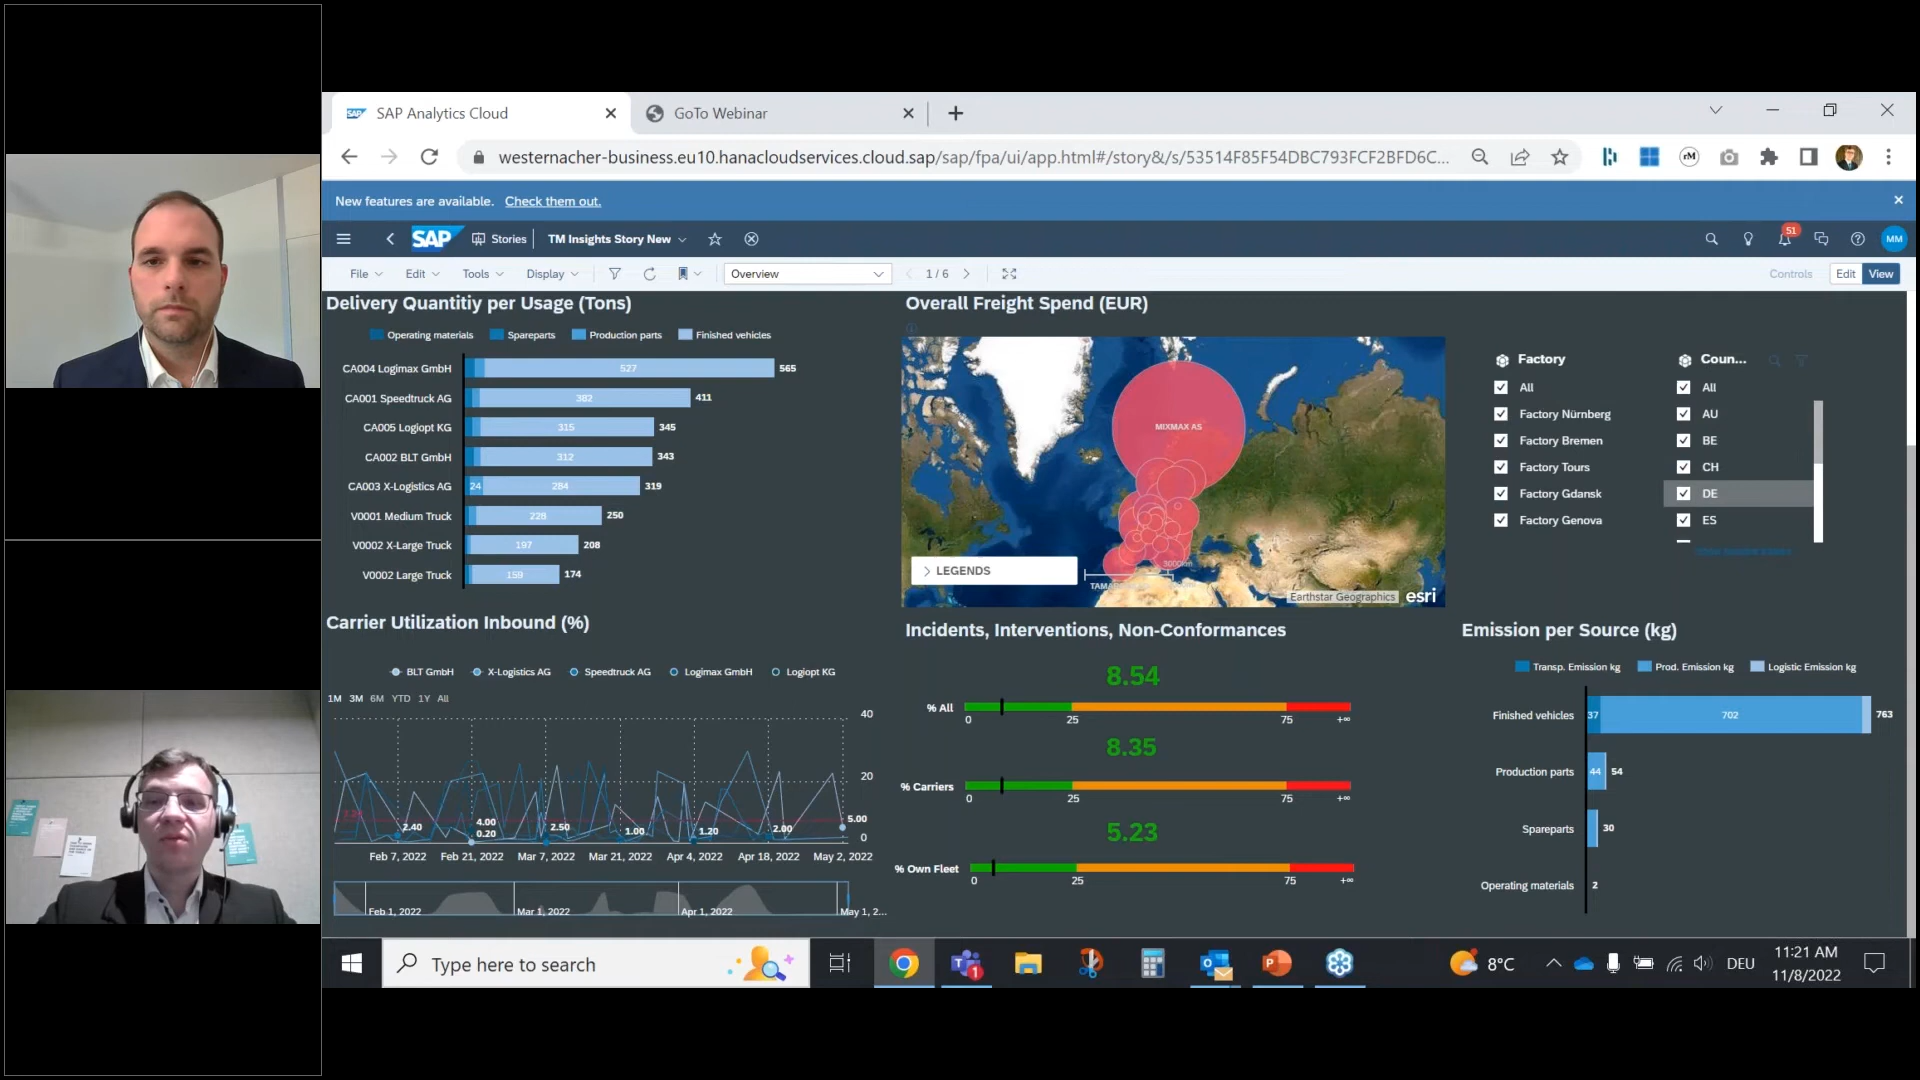 SAP Analytics Cloud
GoTo Webinar
westernacher-business.eu10.hanacloudservices.cloud.sap/sap/fpa/ui/app.html#/story&/s/53514F85F54DBC793FCF2BFD6C...
New features are available. Check them out.
SAP Stories TM Insights Story New
51
MM
File Edit Tools Display Overview 1 / 6 Controls Edit View
Delivery Quantitiy per Usage (Tons)
Operating materials Spareparts Production parts Finished vehicles
CA004 Logimax GmbH 527 565
CA001 Speedtruck AG 382 411
CA005 Logiopt KG 315 345
CA002 BLT GmbH 312 343
CA003 X-Logistics AG 24 284 319
V0001 Medium Truck 228 250
V0002 X-Large Truck 197 208
V0002 Large Truck 159 174
Overall Freight Spend (EUR)
MIXMAX AS
LEGENDS
3000km
Earthstar Geographics esri
Factory
All
Factory Nürnberg
Factory Bremen
Factory Tours
Factory Gdansk
Factory Genova
Coun...
All
AU
BE
CH
DE
ES
Carrier Utilization Inbound (%)
BLT GmbH X-Logistics AG Speedtruck AG Logimax GmbH Logiopt KG
1M 3M 6M YTD 1Y All
40
20
0
2.40 4.00 0.20 2.50 1.00 1.20 2.00 5.00
Feb 7, 2022 Feb 21, 2022 Mar 7, 2022 Mar 21, 2022 Apr 4, 2022 Apr 18, 2022 May 2, 2022
Feb 1, 2022 Mar 1, 2022 Apr 1, 2022 May 1, 2...
Incidents, Interventions, Non-Conformances
8.54
% All
0 25 75 +∞
8.35
% Carriers
0 25 75 +∞
5.23
% Own Fleet
0 25 75 +∞
Emission per Source (kg)
Transp. Emission kg Prod. Emission kg Logistic Emission kg
Finished vehicles 37 702 763
Production parts 44 54
Spareparts 30
Operating materials 2
Type here to search
1
8°C
DEU
11:21 AM
11/8/2022